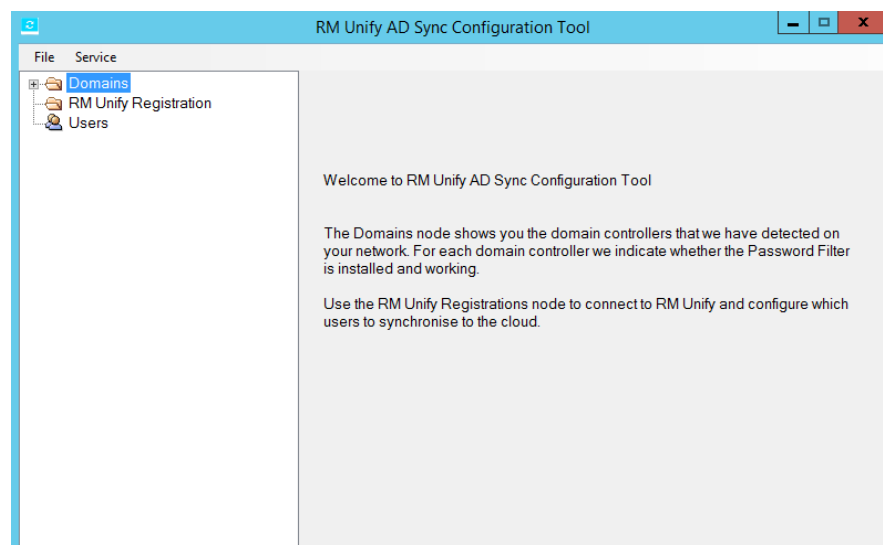 RM Unify AD Sync Configuration Tool
File Service
Domains
RM Unify Registration
Users
Welcome to RM Unify AD Sync Configuration Tool
The Domains node shows you the domain controllers that we have detected on
your network. For each domain controller we indicate whether the Password Filter
is installed and working.
Use the RM Unify Registrations node to connect to RM Unify and configure which
users to synchronise to the cloud.